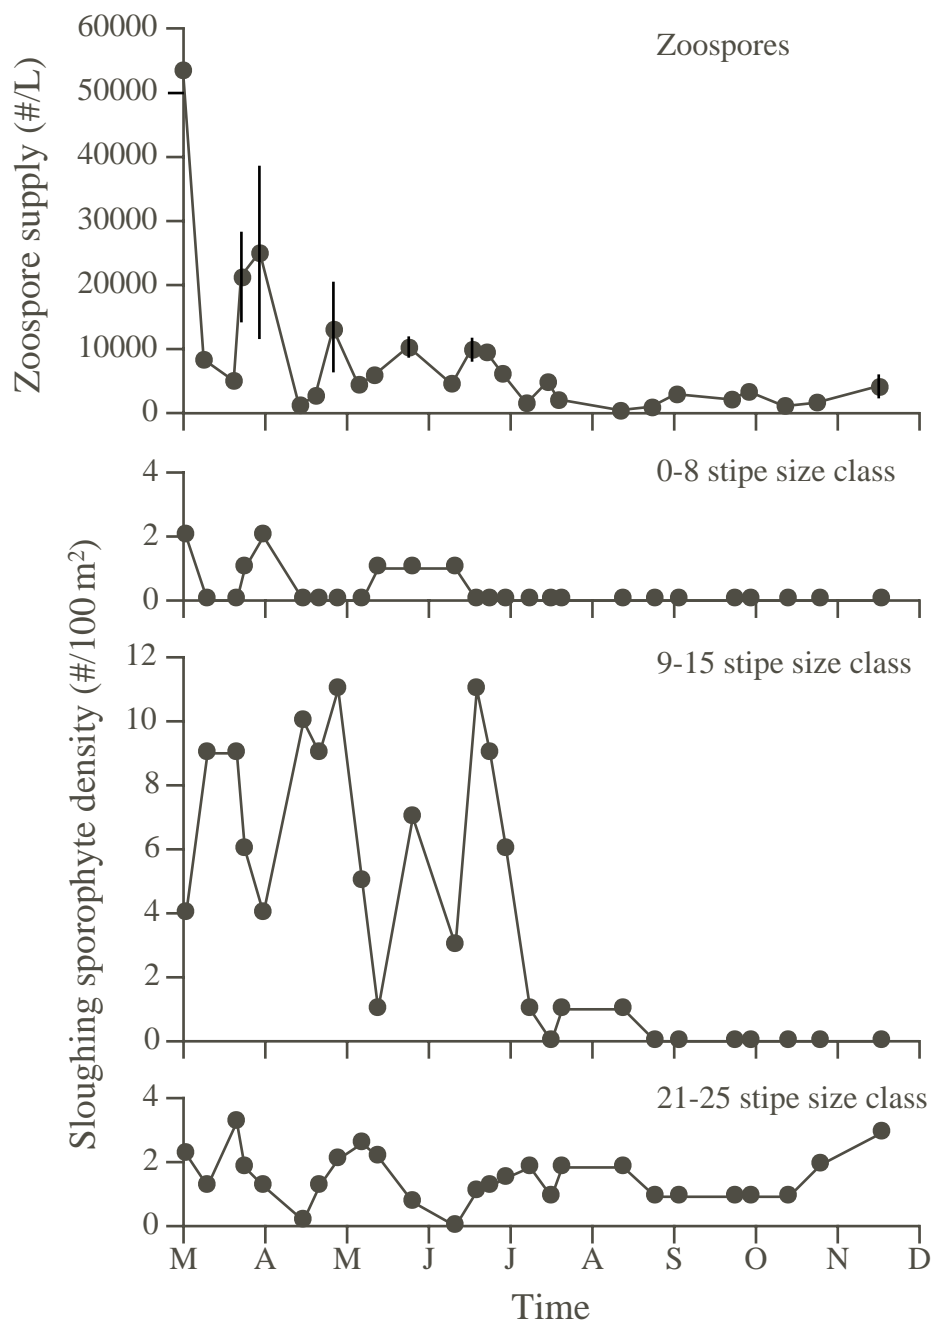 Zoospores
Zoospore supply (#/L)
60000
50000
40000
30000
20000
10000
0
0-8 stipe size class
4
2
0
Sloughing sporophyte density (#/100 m²)
9-15 stipe size class
12
10
8
6
4
2
0
21-25 stipe size class
4
2
0
M A M J J A S O N D
Time